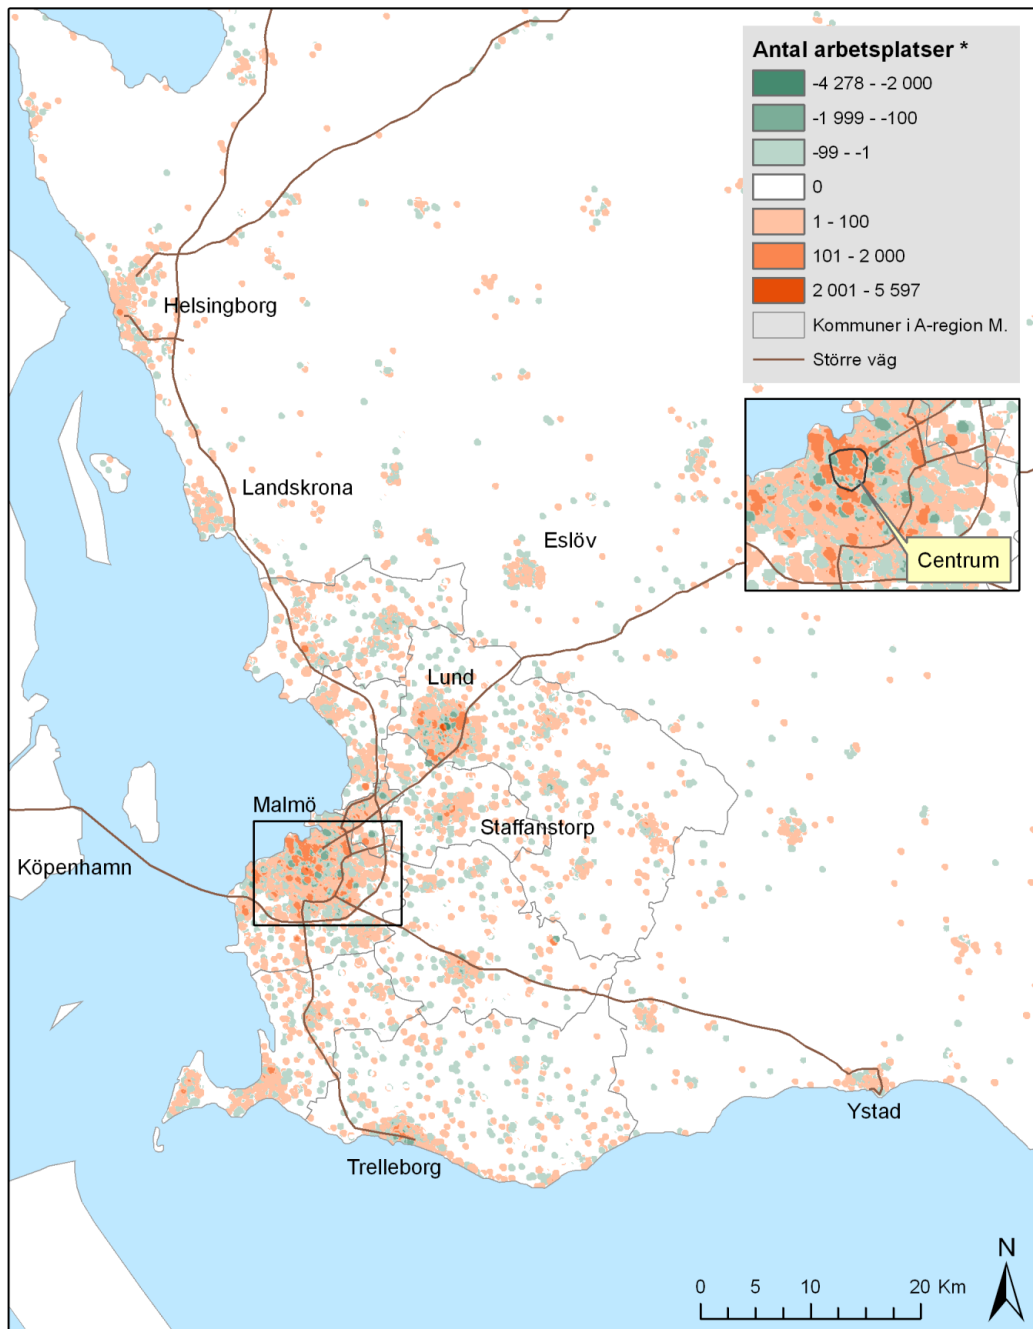 Antal arbetsplatser *
-4 278 - -2 000
-1 999 - -100
-99 - -1
0
1 - 100
101 - 2 000
2 001 - 5 597
Kommuner i A-region M.
Större väg
Helsingborg
Landskrona
Eslöv
Centrum
Lund
Malmö
Staffanstorp
Köpenhamn
Ystad
Trelleborg
N
0 5 10 20 Km